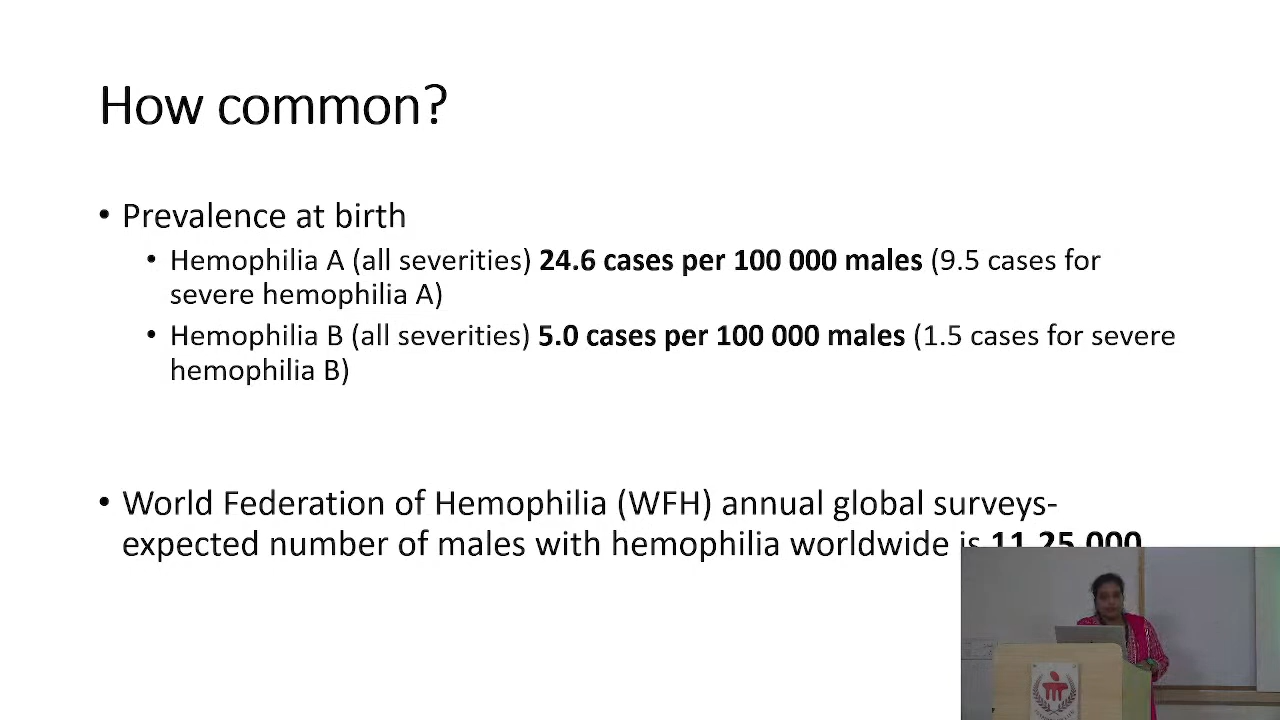 How common?
• Prevalence at birth
• Hemophilia A (all severities) 24.6 cases per 100 000 males (9.5 cases for
severe hemophilia A)
• Hemophilia B (all severities) 5.0 cases per 100 000 males (1.5 cases for severe
hemophilia B)
• World Federation of Hemophilia (WFH) annual global surveys-
expected number of males with hemophilia worldwide is 11,25,000